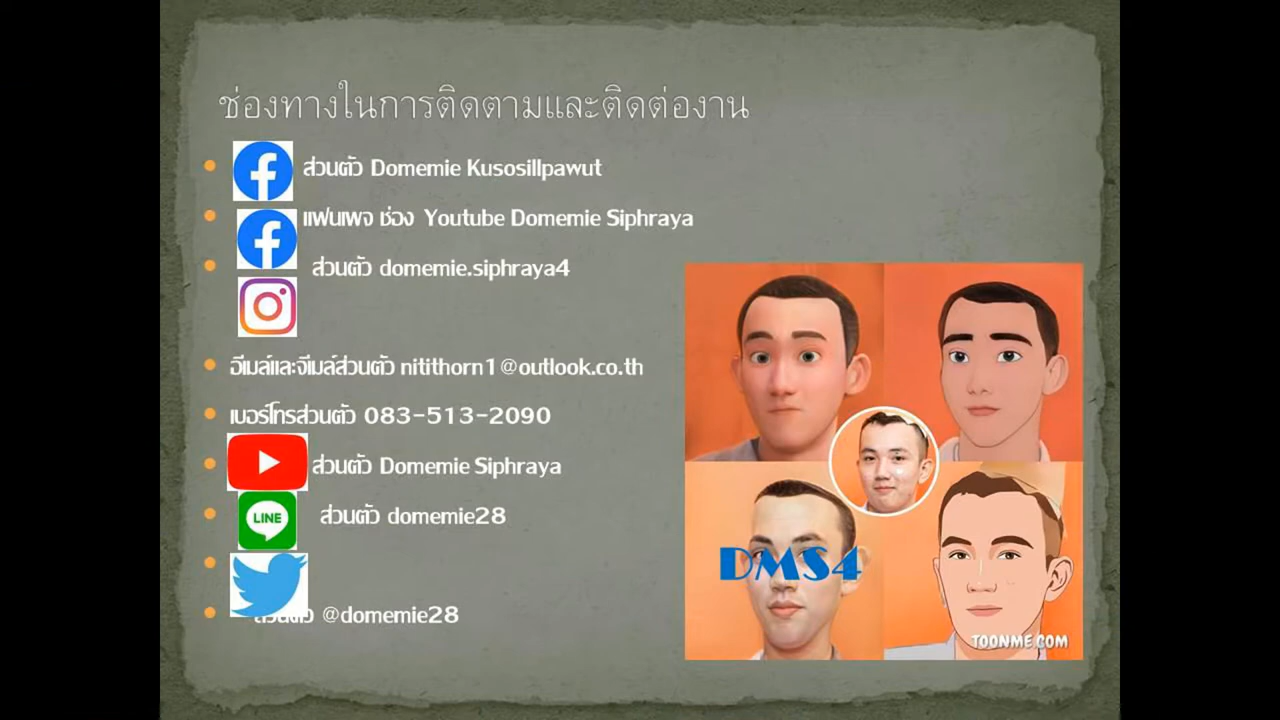 ช่องทางในการติดตามและติดต่องาน
ส่วนตัว Domemie Kusosillpawut
แฟนเพจ ช่อง Youtube Domemie Siphraya
ส่วนตัว domemie.siphraya4
อีเมล์และจีเมล์ส่วนตัว nitithorn1@outlook.co.th
เบอร์โทรส่วนตัว 083-513-2090
ส่วนตัว Domemie Siphraya
LINE
ส่วนตัว domemie28
ส่วนตัว @domemie28
DMS4
TOONME.COM